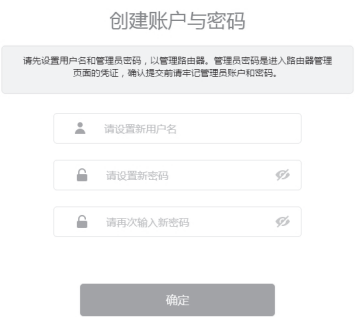 创建账户与密码
请先设置用户名和管理员密码，以管理路由器。管理员密码是进入路由器管理
页面的凭证，确认提交前请牢记管理员账户和密码。
请设置新用户名
请设置新密码
请再次输入新密码
确定